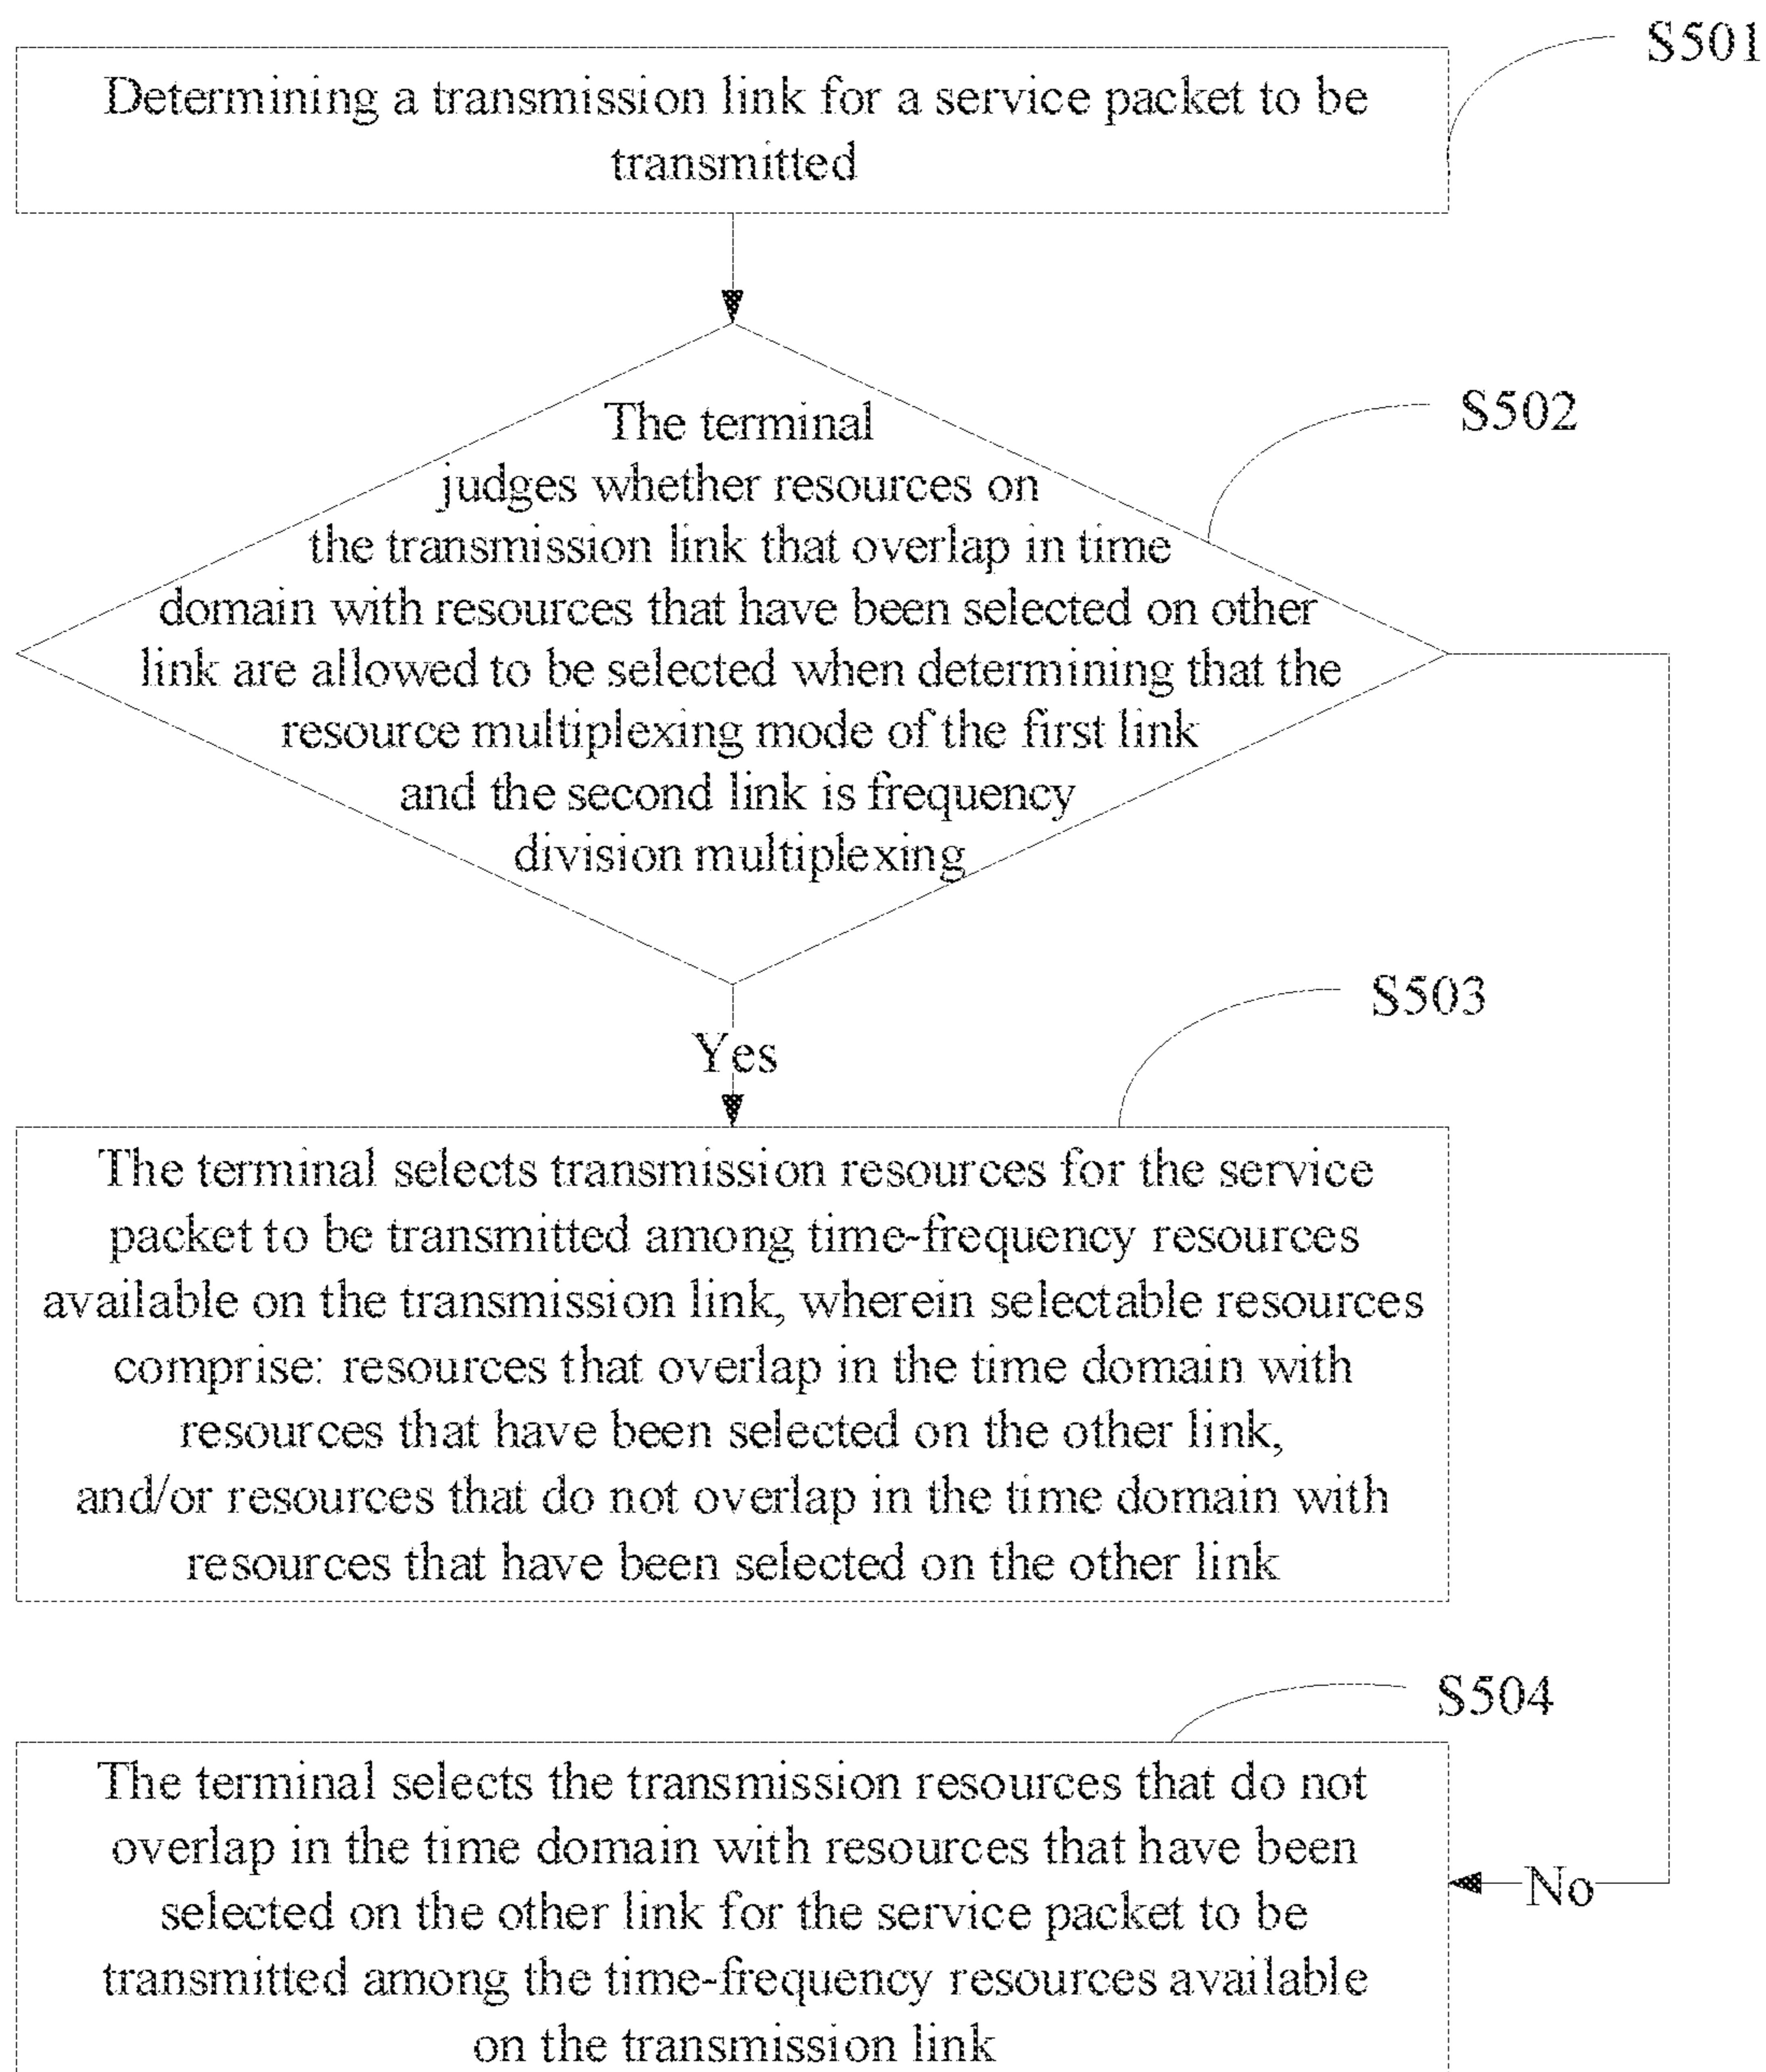 S501
Determining a transmission link for a service packet to be
transmitted
S502
The terminal
judges whether resources on
the transmission link that overlap in time
domain with resources that have been selected on other
link are allowed to be selected when determining that the
resource multiplexing mode of the first link
and the second link is frequency
division multiplexing
S503
Yes
The terminal selects transmission resources for the service
packet to be transmitted among time-frequency resources
available on the transmission link, wherein selectable resources
comprise: resources that overlap in the time domain with
resources that have been selected on the other link,
and/or resources that do not overlap in the time domain with
resources that have been selected on the other link
S504
The terminal selects the transmission resources that do not
overlap in the time domain with resources that have been
selected on the other link for the service packet to be
transmitted among the time-frequency resources available
on the transmission link
No